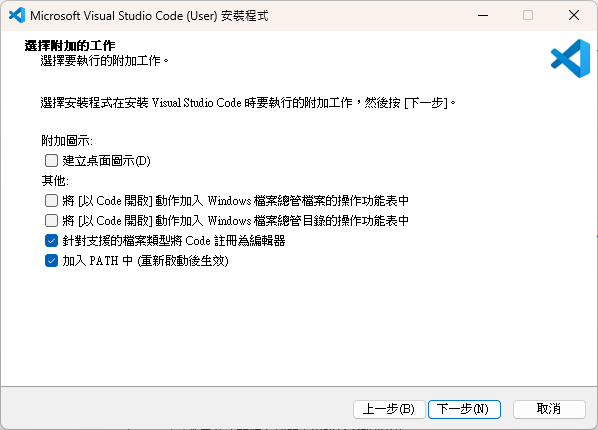 Microsoft Visual Studio Code (User) 安裝程式
選擇附加的工作
選擇要執行的附加工作。
選擇安裝程式在安裝 Visual Studio Code 時要執行的附加工作，然後按 [下一步]。
附加圖示:
建立桌面圖示(D)
其他:
將 [以 Code 開啟] 動作加入 Windows 檔案總管檔案的操作功能表中
將 [以 Code 開啟] 動作加入 Windows 檔案總管目錄的操作功能表中
針對支援的檔案類型將 Code 註冊為編輯器
加入 PATH 中 (重新啟動後生效)
上一步(B) 下一步(N) 取消